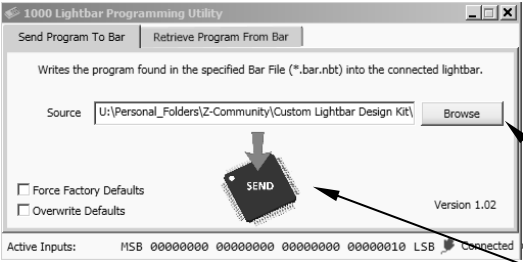 1000 Lightbar Programming Utility
Send Program To Bar
Retrieve Program From Bar
Writes the program found in the specified Bar File (*.bar.nbt) into the connected lightbar.
Source U:\Personal_Folders\Z-Community\Custom Lightbar Design Kit\ Browse
SEND
Force Factory Defaults
Overwrite Defaults
Version 1.02
Active Inputs: MSB 00000000 00000000 00000000 00000010 LSB Connected